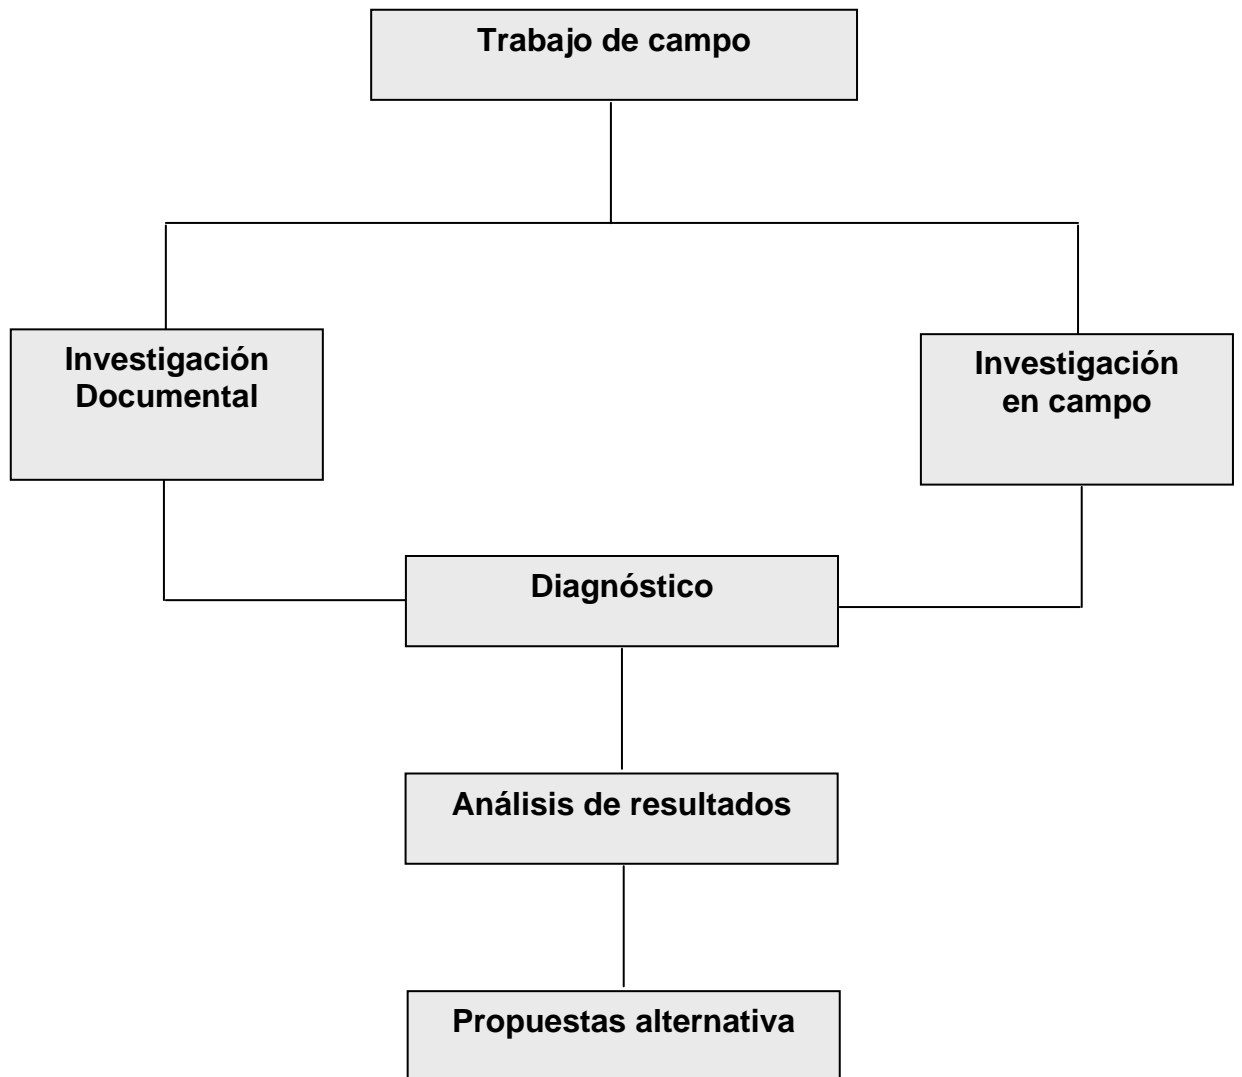 Trabajo de campo
Investigación
Documental
Investigación
en campo
Diagnóstico
Análisis de resultados
Propuestas alternativa